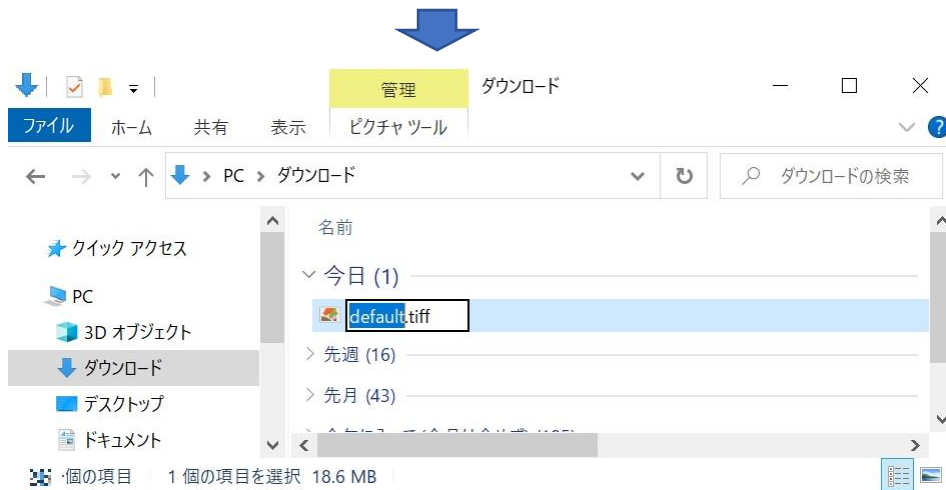 管理 ダウンロード
ファイル ホーム 共有 表示 ピクチャ ツール
PC ダウンロード ダウンロードの検索
名前
クイック アクセス
今日 (1)
PC
default.tiff
3D オブジェクト
先週 (16)
ダウンロード
先月 (43)
デスクトップ
ドキュメント
個の項目 1 個の項目を選択 18.6 MB